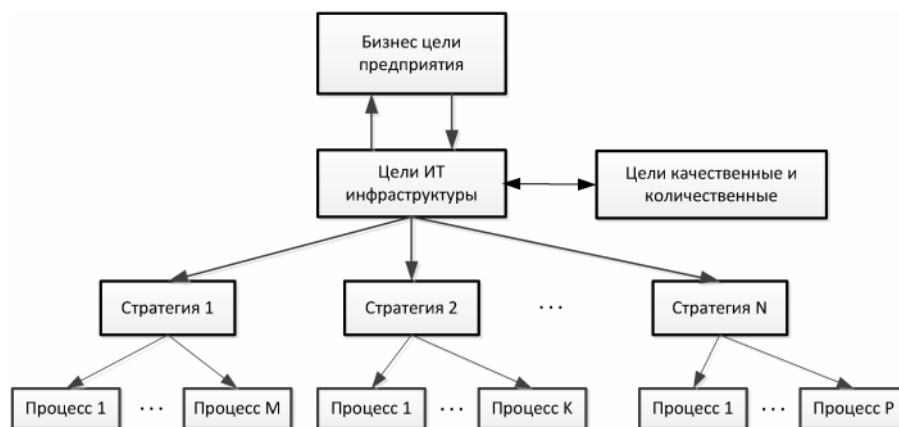 Бизнес цели
предприятия
Цели ИТ
инфраструктуры
Цели качественные и
количественные
Стратегия 1
Стратегия 2
...
Стратегия N
Процесс 1
...
Процесс M
Процесс 1
...
Процесс K
Процесс 1
...
Процесс P